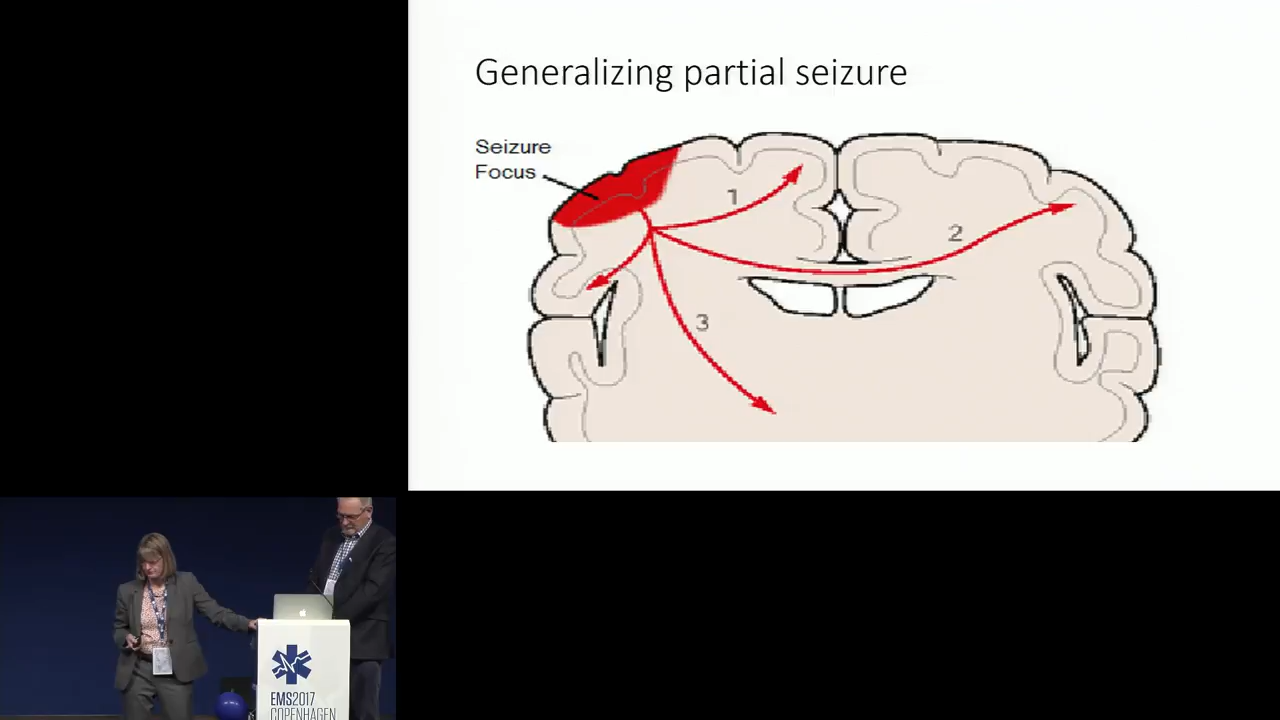 Generalizing partial seizure
Seizure
Focus
1
2
3
EMS2017
COPENHAGEN